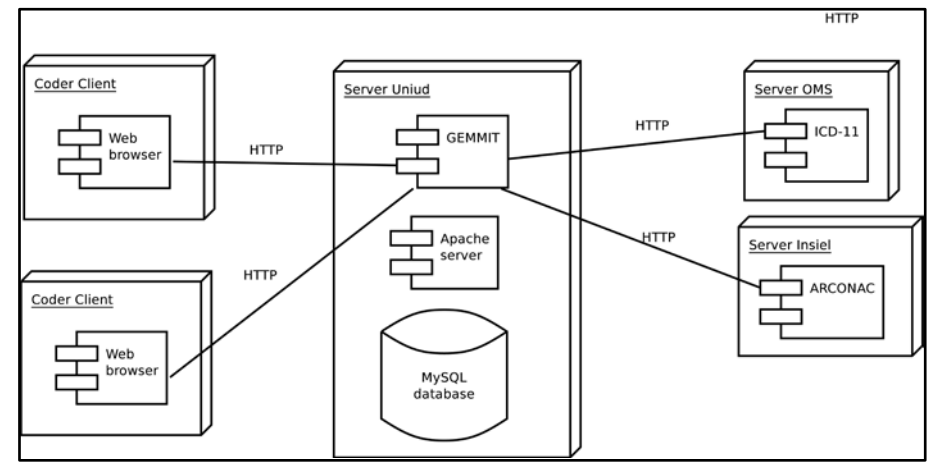 HTTP
Coder Client
Web
browser
HTTP
Server Uniud
GEMMIT
HTTP
Server OMS
ICD-11
Apache
server
HTTP
Server Insiel
ARCONAC
Coder Client
Web
browser
HTTP
MySQL
database